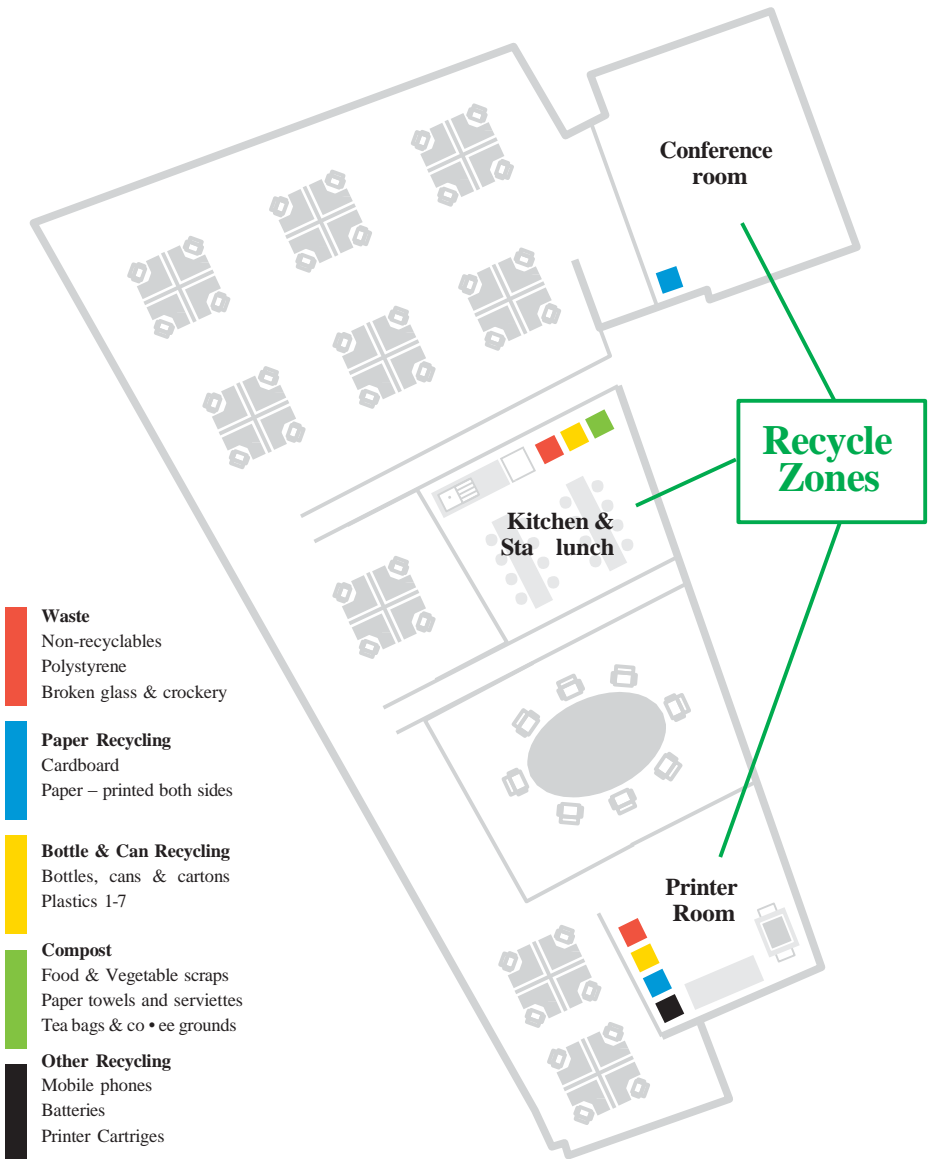 Conference
room
Recycle
Zones
Kitchen &
Sta lunch
Printer
Room
Waste
Non-recyclables
Polystyrene
Broken glass & crockery
Paper Recycling
Cardboard
Paper – printed both sides
Bottle & Can Recycling
Bottles, cans & cartons
Plastics 1-7
Compost
Food & Vegetable scraps
Paper towels and serviettes
Tea bags & co • ee grounds
Other Recycling
Mobile phones
Batteries
Printer Cartriges